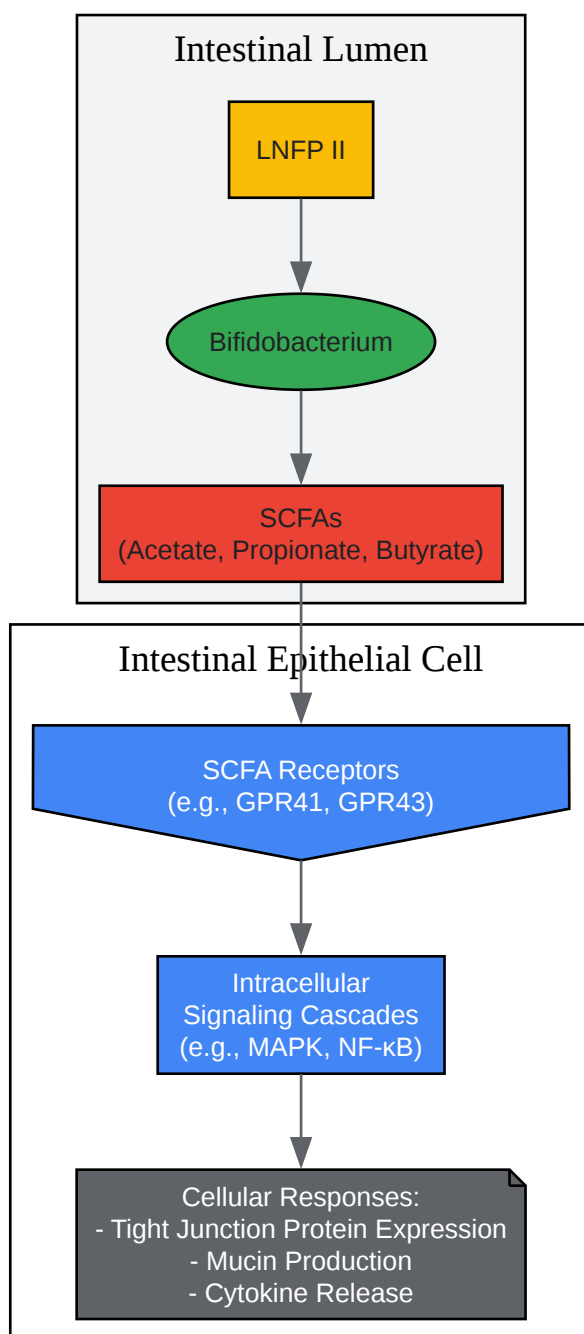 Intestinal Lumen
LNFP II
Bifidobacterium
SCFAs
(Acetate, Propionate, Butyrate)
Intestinal Epithelial Cell
SCFA Receptors
(e.g., GPR41, GPR43)
Intracellular
Signaling Cascades
(e.g., MAPK, NF-κB)
Cellular Responses:
- Tight Junction Protein Expression
- Mucin Production
- Cytokine Release